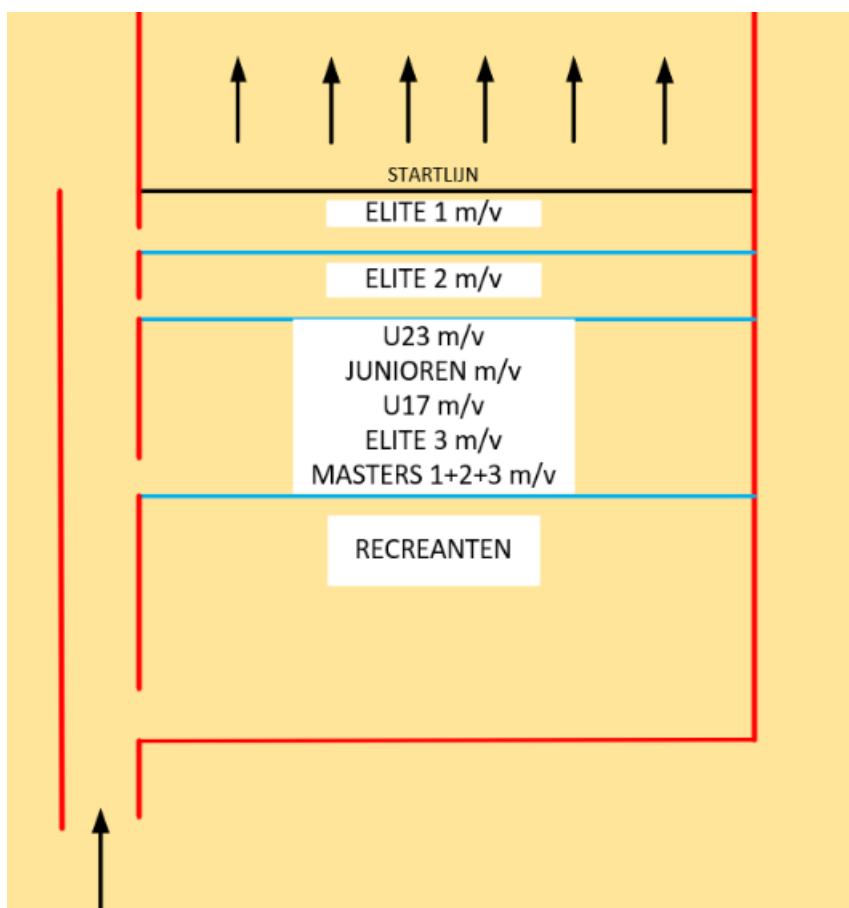 STARTLIJN
ELITE 1 m/v
ELITE 2 m/v
U23 m/v
JUNIOREN m/v
U17 m/v
ELITE 3 m/v
MASTERS 1+2+3 m/v
RECREANTEN